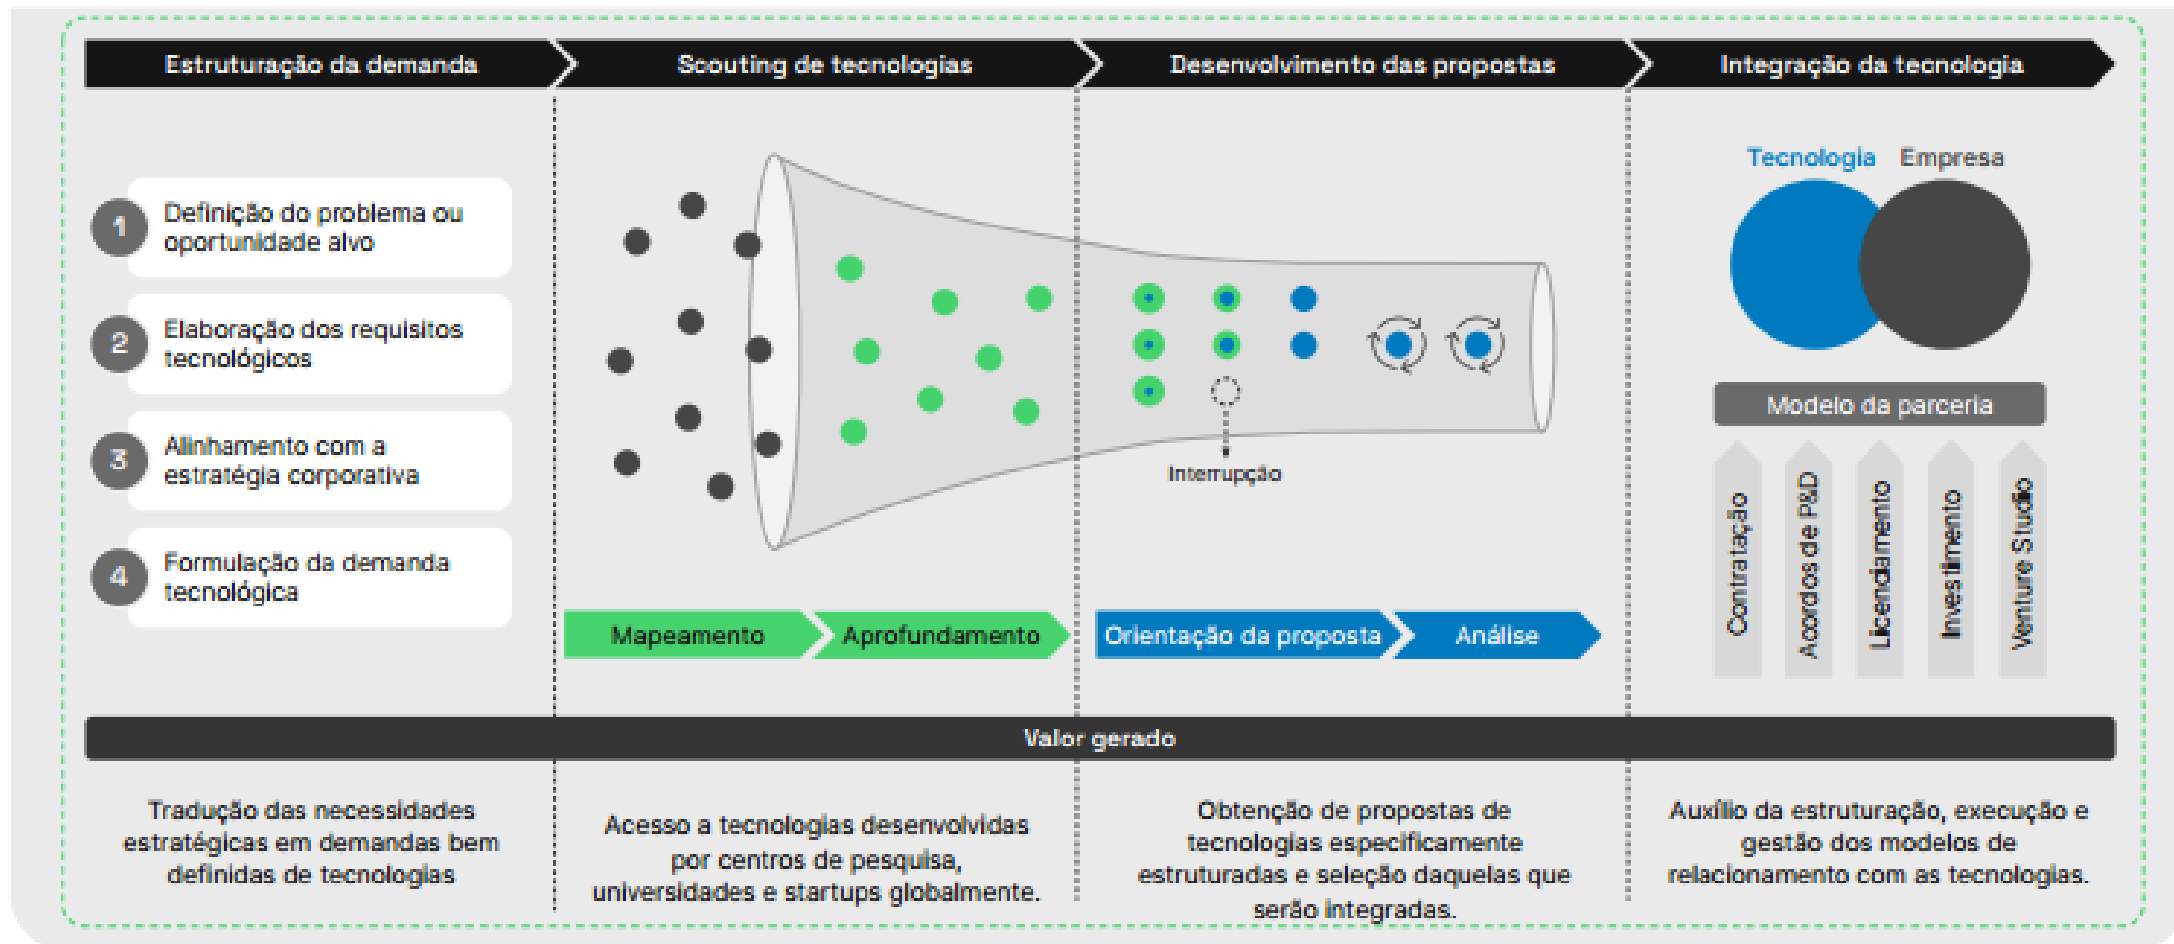 Estruturação da demanda
Scouting de tecnologias
Desenvolvimento das propostas
Integração da tecnologia
1
Definição do problema ou
oportunidade alvo
2
Elaboração dos requisitos
tecnológicos
3
Alinhamento com a
estratégia corporativa
4
Formulação da demanda
tecnológica
Mapeamento
Aprofundamento
Interrupção
Orientação da proposta
Análise
Tecnologia
Empresa
Modelo da parceria
Contratação
Acordos de P&D
Licenciamento
Investimento
Venture Studio
Valor gerado
Tradução das necessidades
estratégicas em demandas bem
definidas de tecnologias
Acesso a tecnologias desenvolvidas
por centros de pesquisa,
universidades e startups globalmente.
Obtenção de propostas de
tecnologias especificamente
estruturadas e seleção daquelas que
serão integradas.
Auxílio da estruturação, execução e
gestão dos modelos de
relacionamento com as tecnologias.